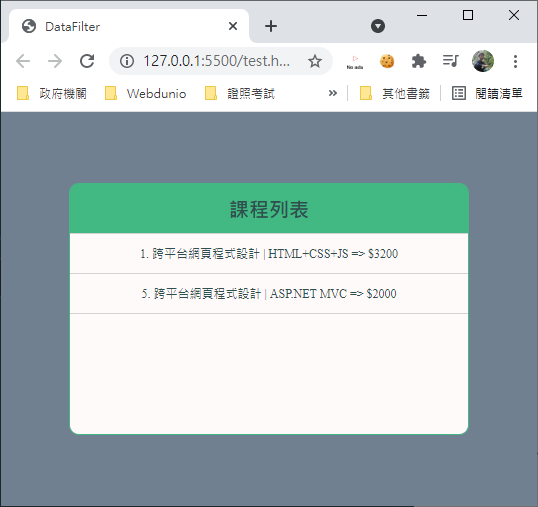 DataFilter
127.0.0.1:5500/test.h...
No ads
政府機關 Webdunio 證照考試 » 其他書籤 閱讀清單
課程列表
1. 跨平台網頁程式設計 | HTML+CSS+JS => $3200
5. 跨平台網頁程式設計 | ASP.NET MVC => $2000